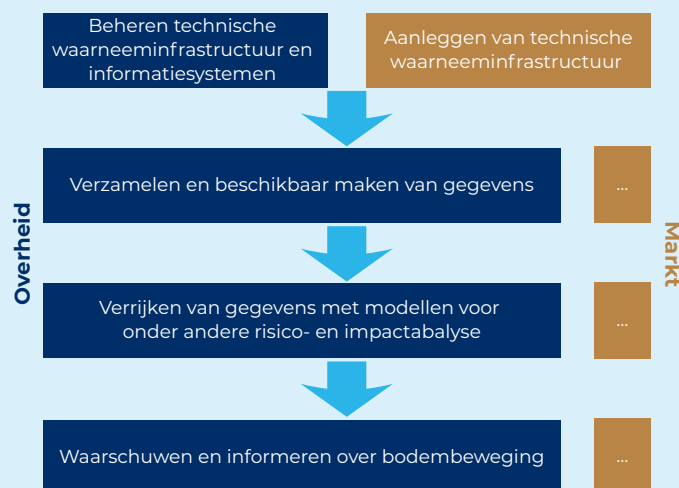 Beheren technische
waarneeminfrastructuur en
informatiesystemen
Aanleggen van technische
waarneeminfrastructuur
Overheid
Verzamelen en beschikbaar maken van gegevens
...
Markt
Verrijken van gegevens met modellen voor
onder andere risico- en impactabalyse
...
Waarschuwen en informeren over bodembeweging
...